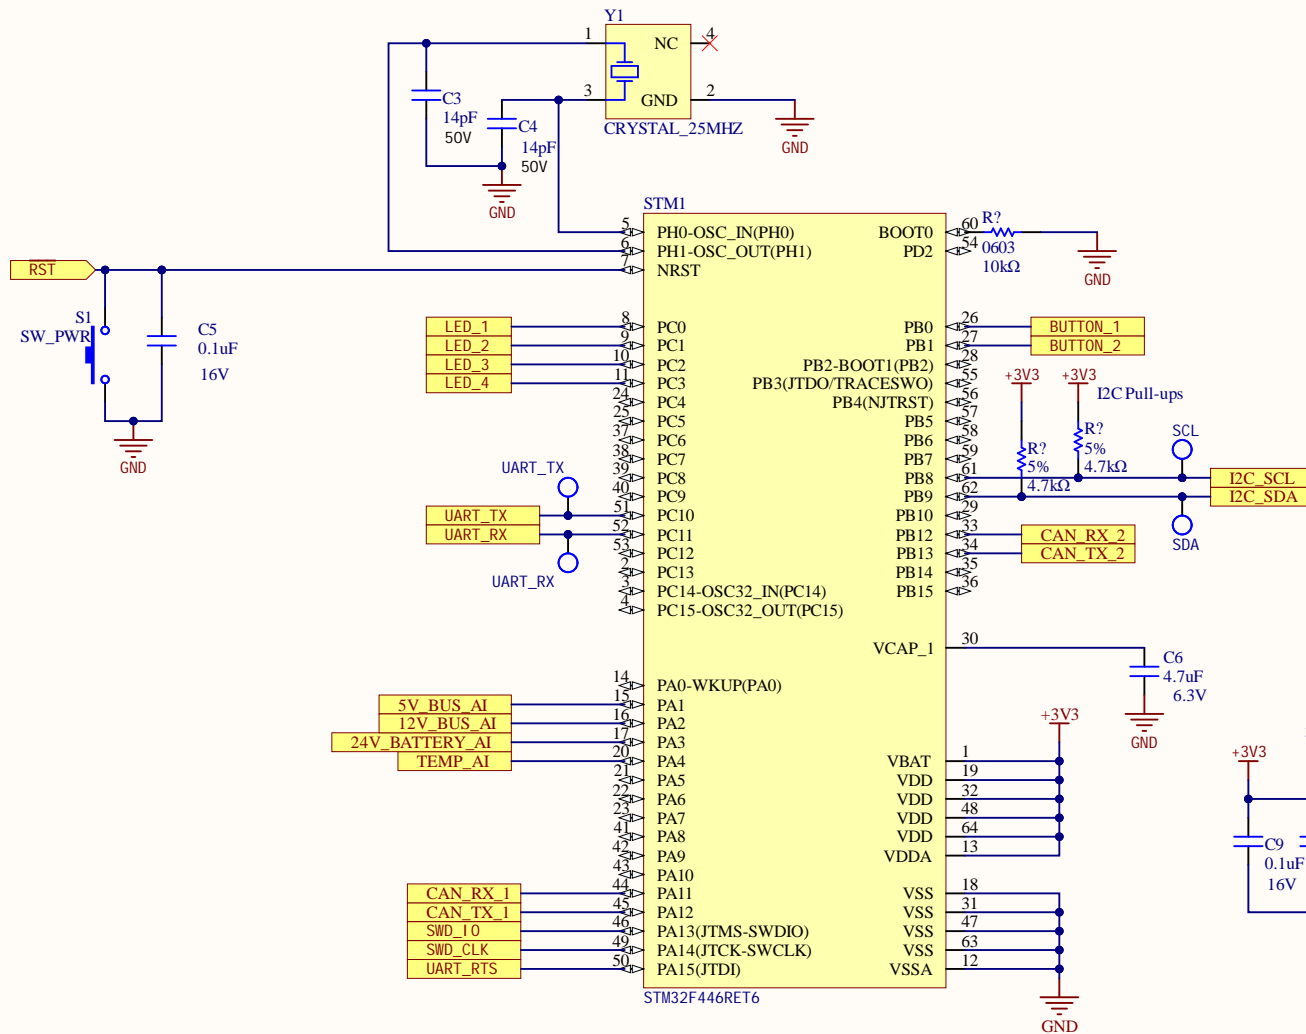 Y1
1
NC
4
3
GND
2
CRYSTAL_25MHZ
GND
C3
14pF
50V
C4
14pF
50V
GND
STM1
5
PH0-OSC_IN(PH0)
6
PH1-OSC_OUT(PH1)
7
NRST
BOOT0
60
PD2
54
R?
0603
10kΩ
GND
RST
S1
SW_PWR
C5
0.1uF
16V
GND
LED_1
8
PC0
LED_2
9
PC1
LED_3
10
PC2
LED_4
11
PC3
24
PC4
25
PC5
37
PC6
38
PC7
39
PC8
40
PC9
UART_TX
UART_TX
51
PC10
UART_RX
52
PC11
UART_RX
53
PC12
2
PC13
3
PC14-OSC32_IN(PC14)
4
PC15-OSC32_OUT(PC15)
PB0
26
BUTTON_1
PB1
27
BUTTON_2
PB2-BOOT1(PB2)
28
PB3(JTDO/TRACESWO)
55
PB4(NJTRST)
56
PB5
57
PB6
58
PB7
59
PB8
61
PB9
62
PB10
29
PB12
33
CAN_RX_2
PB13
34
CAN_TX_2
PB14
35
PB15
36
+3V3
+3V3
I2C Pull-ups
R?
5%
4.7kΩ
R?
5%
4.7kΩ
SCL
I2C_SCL
I2C_SDA
SDA
VCAP_1
30
C6
4.7uF
6.3V
GND
14
PA0-WKUP(PA0)
5V_BUS_AI
15
PA1
12V_BUS_AI
16
PA2
24V_BATTERY_AI
17
PA3
TEMP_AI
20
PA4
21
PA5
22
PA6
23
PA7
41
PA8
42
PA9
43
PA10
CAN_RX_1
44
PA11
CAN_TX_1
45
PA12
SWD_IO
46
PA13(JTMS-SWDIO)
SWD_CLK
49
PA14(JTCK-SWCLK)
UART_RTS
50
PA15(JTDI)
+3V3
VBAT
1
VDD
19
VDD
32
VDD
48
VDD
64
VDDA
13
VSS
18
VSS
31
VSS
47
VSS
63
VSSA
12
GND
STM32F446RET6
+3V3
C9
0.1uF
16V